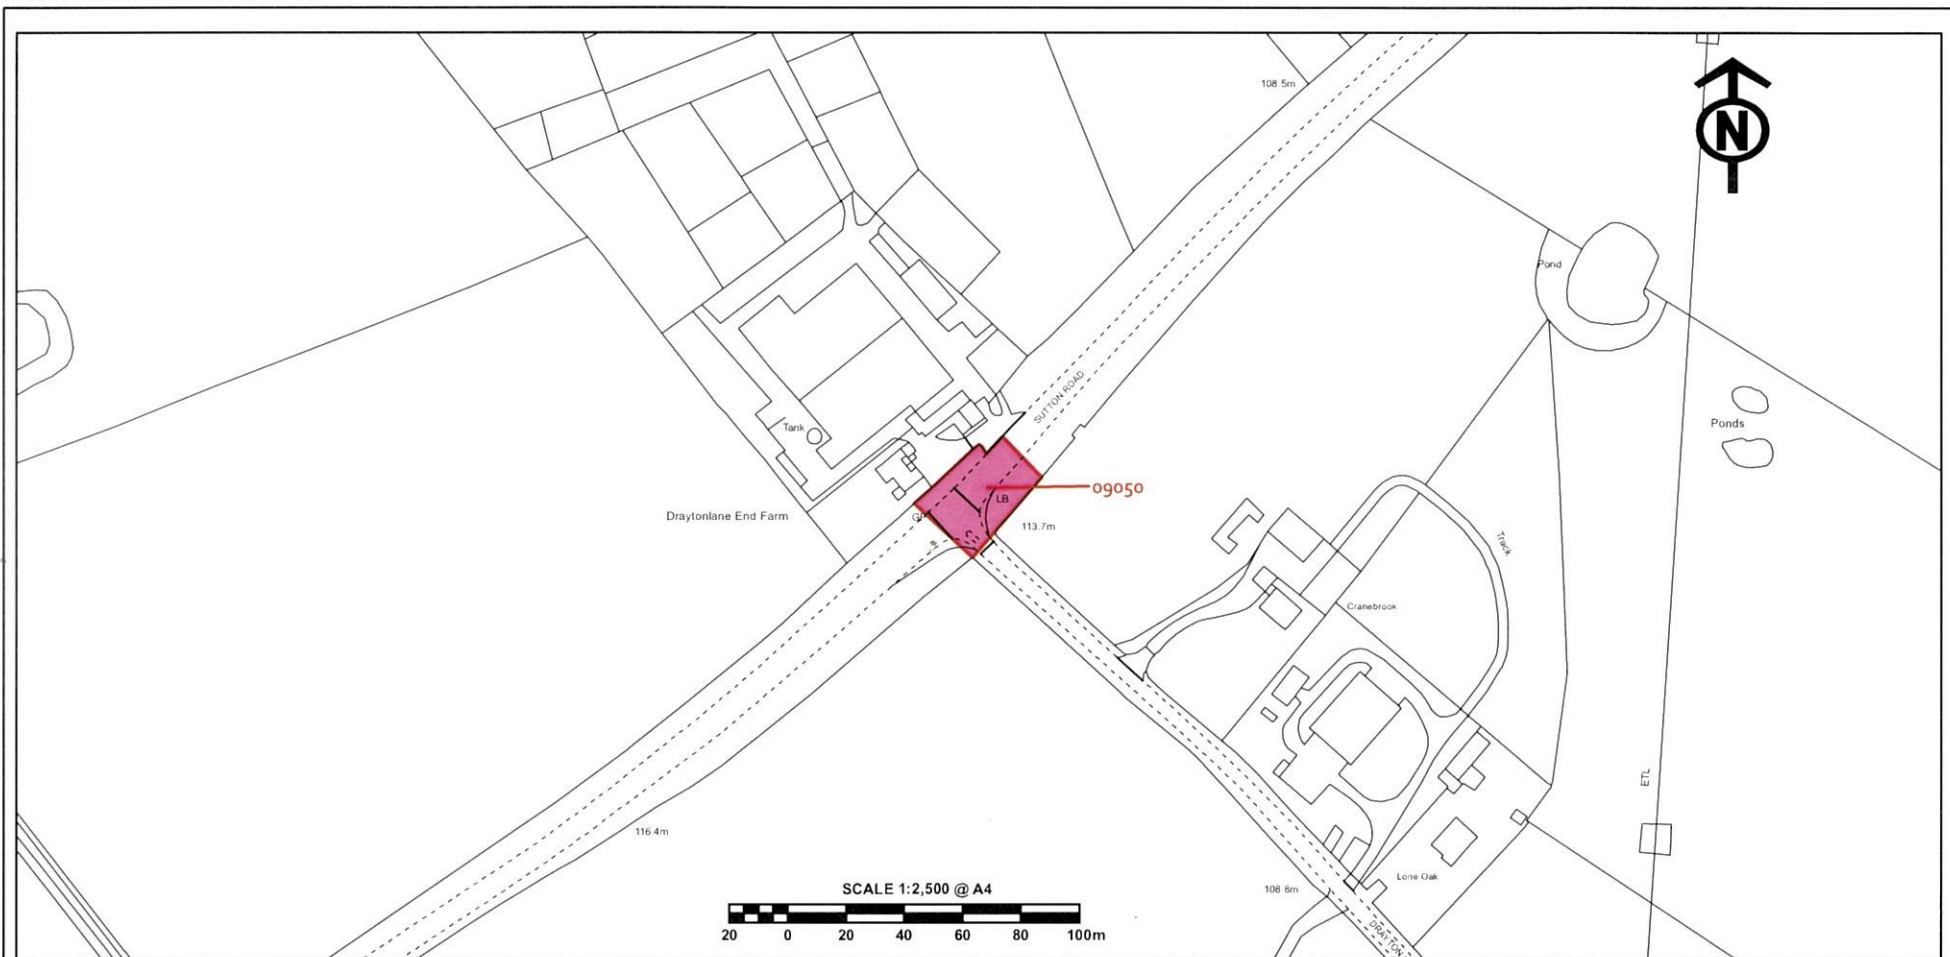 108.5m
N
Pond
SUTTON ROAD
Ponds
Tank
09050
LB
Draytonlane End Farm
113.7m
Track
Cranebrook
ETL
116.4m
SCALE 1:2,500 @ A4
20 0 20 40 60 80 100m
Lone Oak
108.8m
DRAYTON